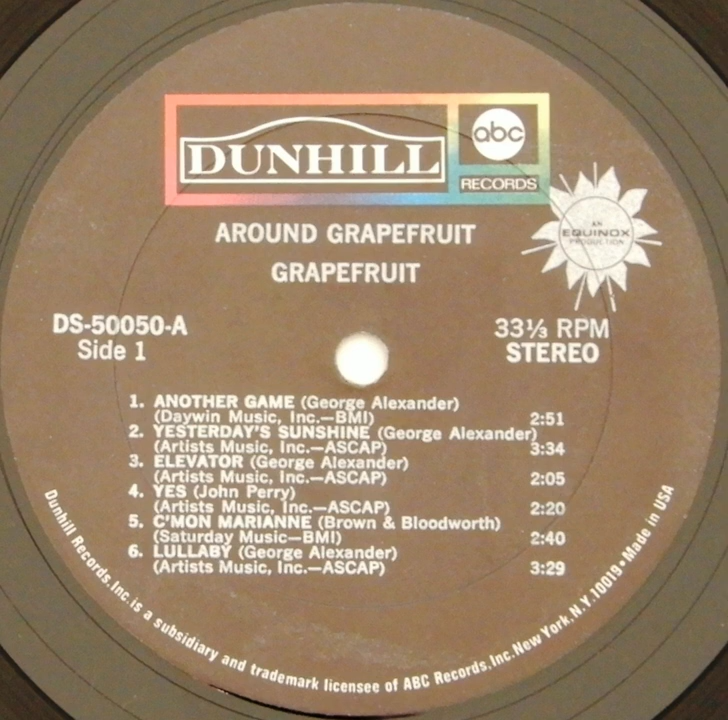 DUNHILL
abc
RECORDS
AROUND GRAPEFRUIT
GRAPEFRUIT
AN
EQUINOX
PRODUCTION
DS-50050-A
Side 1
33⅓ RPM
STEREO
1. ANOTHER GAME (George Alexander)
(Daywin Music, Inc.—BMI) 2:51
2. YESTERDAY'S SUNSHINE (George Alexander)
(Artists Music, Inc.—ASCAP) 3:34
3. ELEVATOR (George Alexander)
(Artists Music, Inc.—ASCAP) 2:05
4. YES (John Perry)
(Artists Music, Inc.—ASCAP) 2:20
5. C'MON MARIANNE (Brown & Bloodworth)
(Saturday Music—BMI) 2:40
6. LULLABY (George Alexander)
(Artists Music, Inc.—ASCAP) 3:29
Dunhill Records, Inc. is a subsidiary and trademark licensee of ABC Records, Inc. New York, N.Y. 10019 • Made in USA